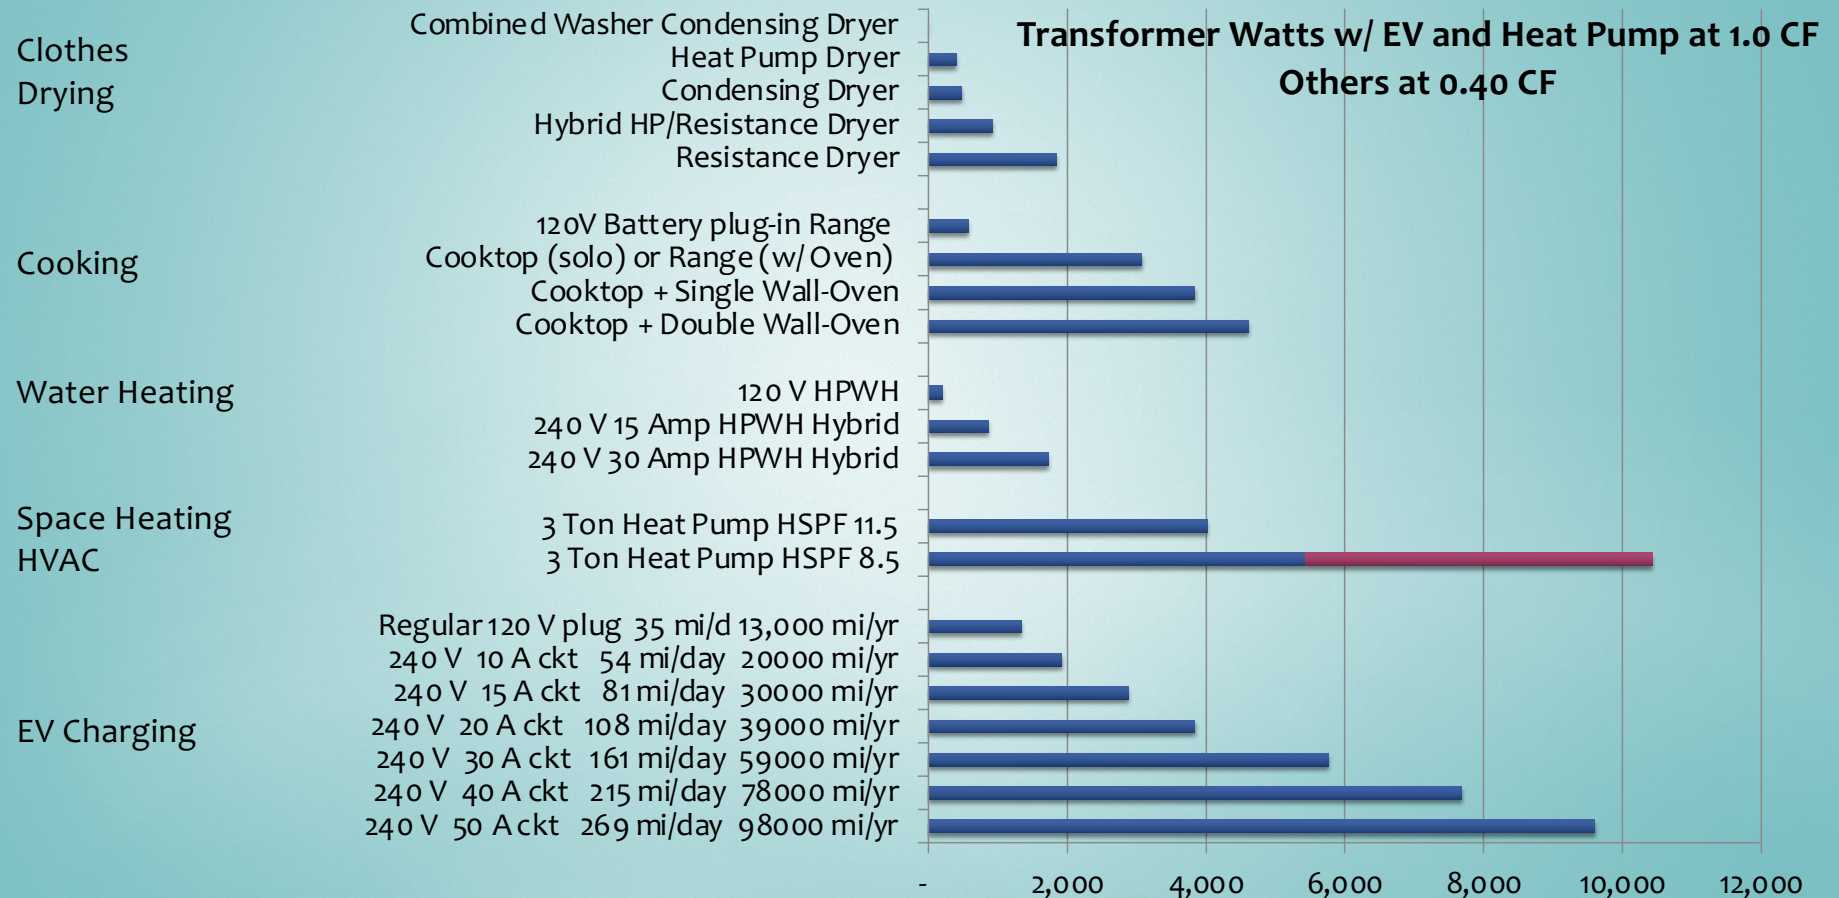 Transformer Watts w/ EV and Heat Pump at 1.0 CF
Others at 0.40 CF
Clothes
Drying
Combined Washer Condensing Dryer
Heat Pump Dryer
Condensing Dryer
Hybrid HP/Resistance Dryer
Resistance Dryer
Cooking
120V Battery plug-in Range
Cooktop (solo) or Range (w/ Oven)
Cooktop + Single Wall-Oven
Cooktop + Double Wall-Oven
Water Heating
120 V HPWH
240 V 15 Amp HPWH Hybrid
240 V 30 Amp HPWH Hybrid
Space Heating
HVAC
3 Ton Heat Pump HSPF 11.5
3 Ton Heat Pump HSPF 8.5
EV Charging
Regular 120 V plug 35 mi/d 13,000 mi/yr
240 V 10 A ckt 54 mi/day 20000 mi/yr
240 V 15 A ckt 81 mi/day 30000 mi/yr
240 V 20 A ckt 108 mi/day 39000 mi/yr
240 V 30 A ckt 161 mi/day 59000 mi/yr
240 V 40 A ckt 215 mi/day 78000 mi/yr
240 V 50 A ckt 269 mi/day 98000 mi/yr
- 2,000 4,000 6,000 8,000 10,000 12,000